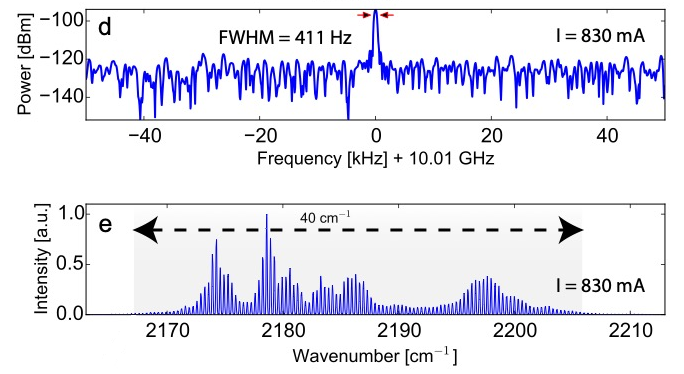 d
FWHM = 411 Hz
I = 830 mA
Power [dBm]
−100
−120
−140
−40 −20 0 20 40
Frequency [kHz] + 10.01 GHz
e
40 cm⁻¹
I = 830 mA
Intensity [a.u.]
1.0
0.5
0.0
2170 2180 2190 2200 2210
Wavenumber [cm⁻¹]